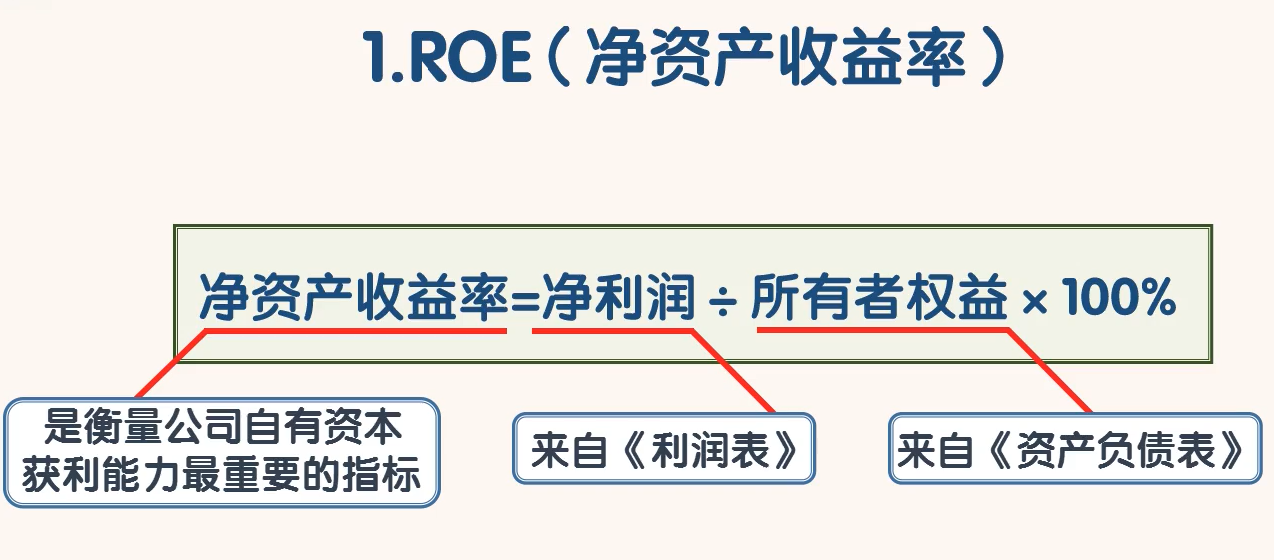 1.ROE(净资产收益率)
净资产收益率=净利润÷所有者权益×100%
是衡量公司自有资本
获利能力最重要的指标
来自《利润表》
来自《资产负债表》